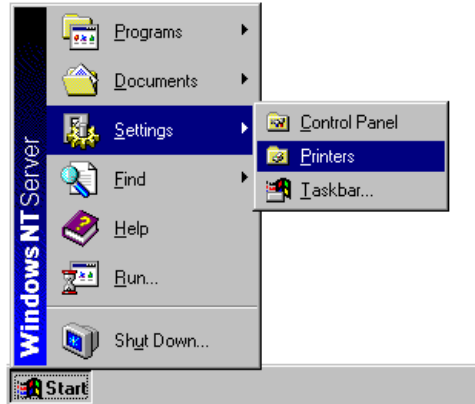 Programs
Documents
Settings
Control Panel
Printers
Taskbar...
Find
Help
Run...
Shut Down...
Windows NT Server
Start